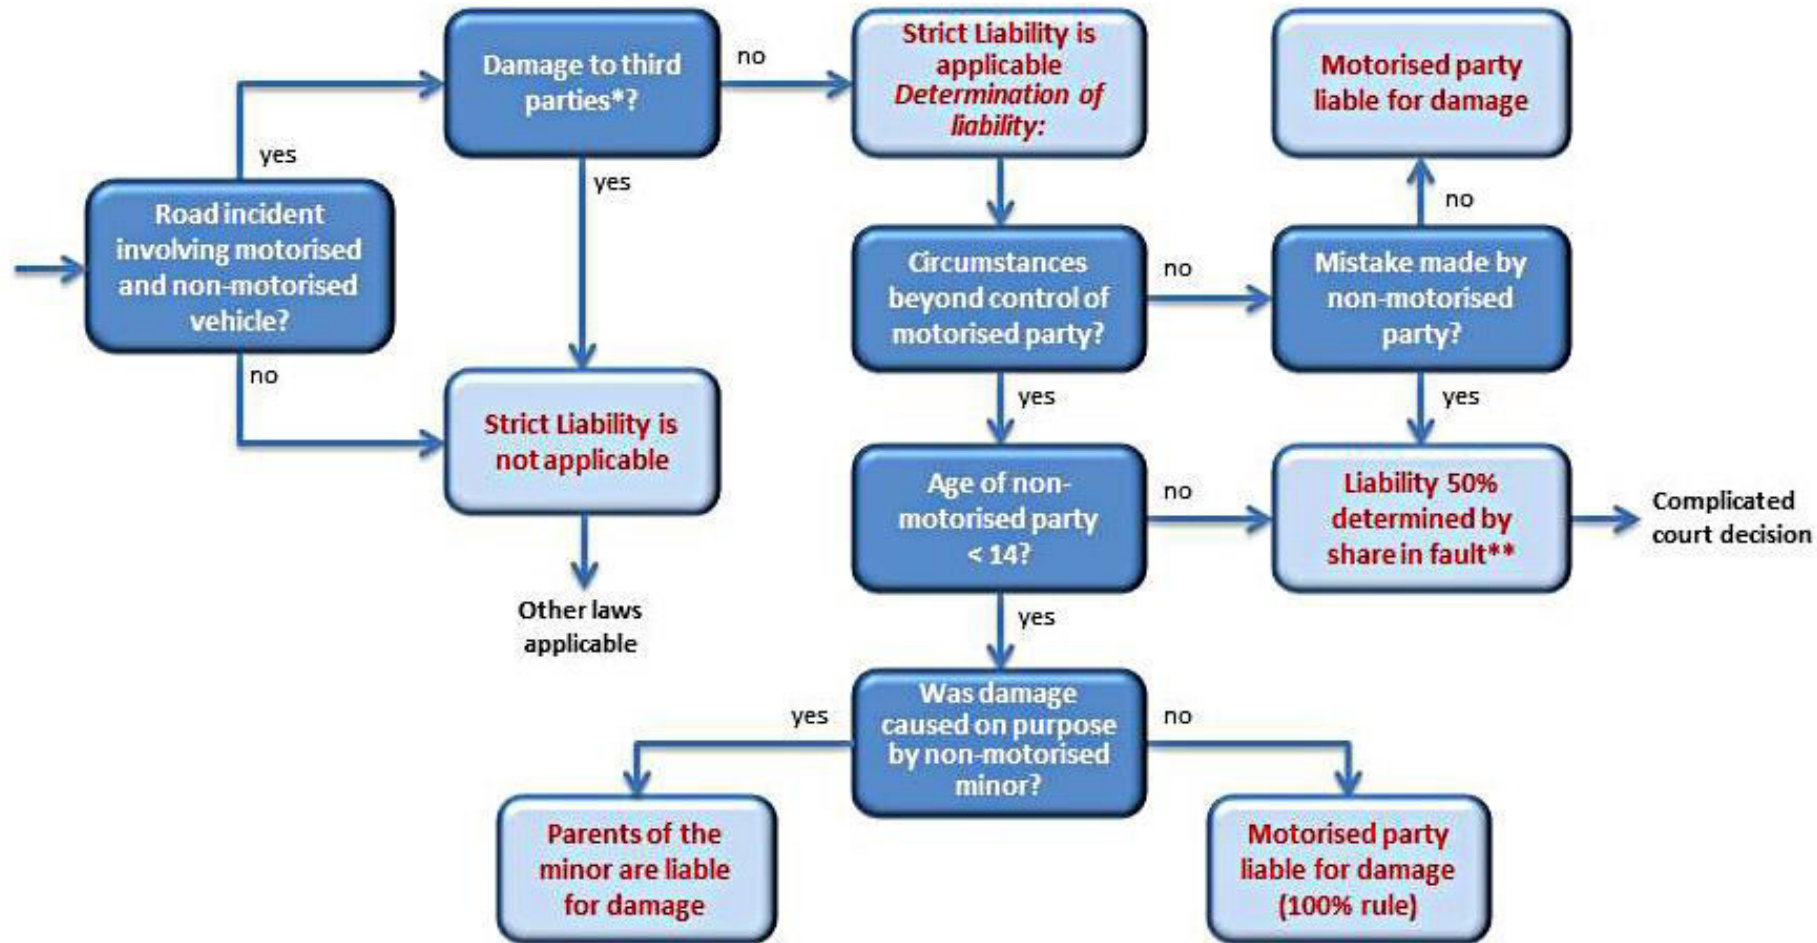 Road incident
involving motorised
and non-motorised
vehicle?
yes
no
Damage to third
parties*?
no
yes
Strict Liability is
not applicable
Other laws
applicable
Strict Liability is
applicable
Determination of
liability:
Circumstances
beyond control of
motorised party?
no
yes
Mistake made by
non-motorised
party?
no
yes
Motorised party
liable for damage
Age of non-
motorised party
< 14?
no
yes
Liability 50%
determined by
share in fault**
Complicated
court decision
Was damage
caused on purpose
by non-motorised
minor?
yes
no
Parents of the
minor are liable
for damage
Motorised party
liable for damage
(100% rule)